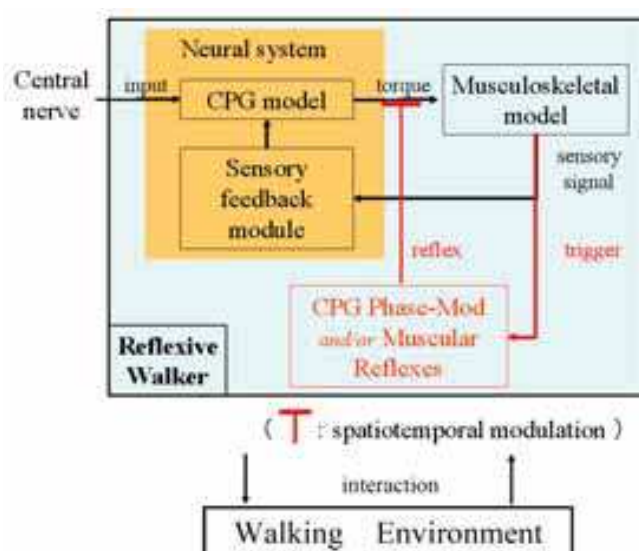 Neural system
Central
nerve
input
CPG model
torque
Musculoskeletal
model
Sensory
feedback
module
sensory
signal
reflex
trigger
CPG Phase-Mod
and/or Muscular
Reflexes
Reflexive
Walker
( : spatiotemporal modulation )
interaction
Walking Environment